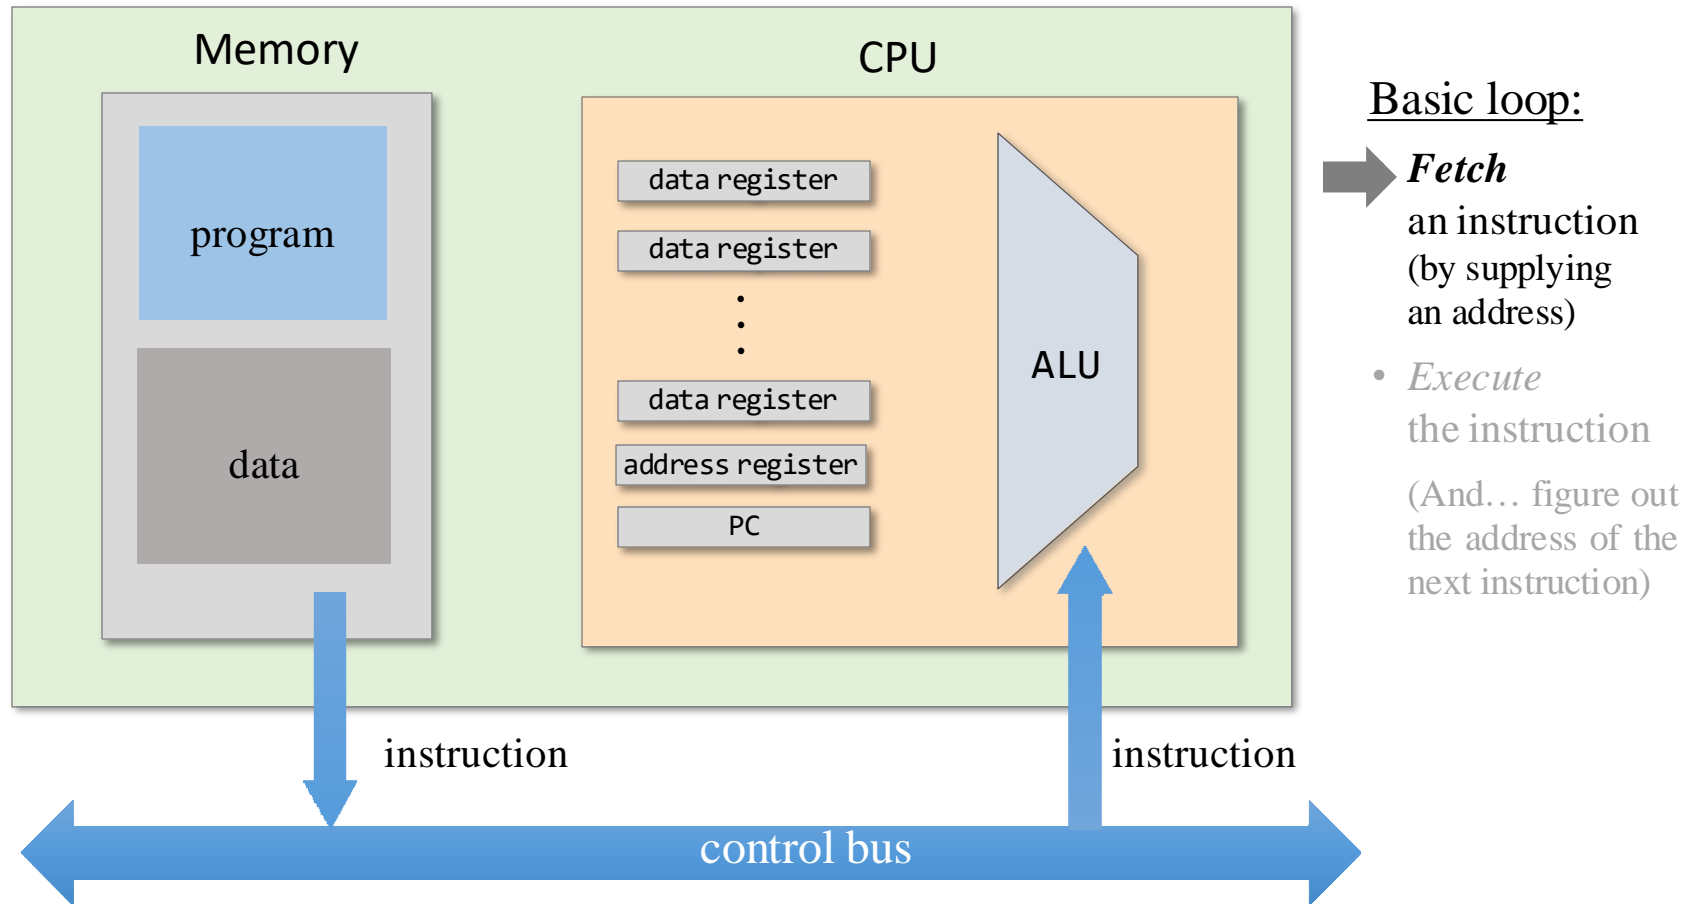 Memory
CPU
program
data
data register
data register
data register
address register
PC
ALU
instruction
instruction
control bus
Basic loop:
Fetch
an instruction
(by supplying
an address)
• Execute
the instruction
(And… figure out
the address of the
next instruction)